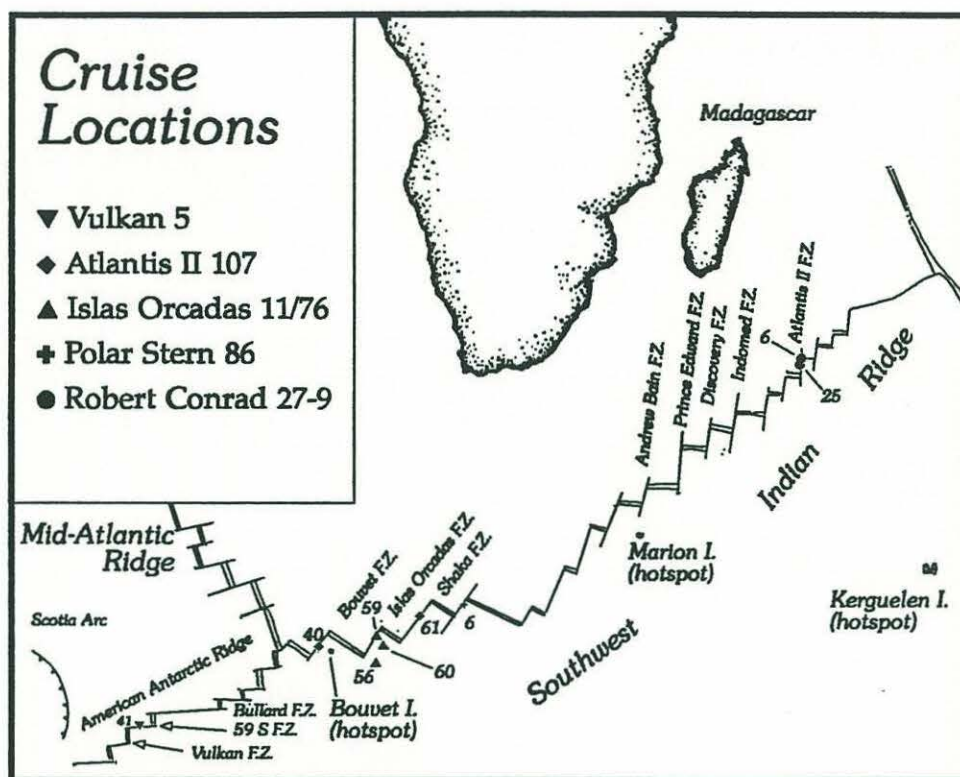 Cruise
Locations
▼ Vulkan 5
◆ Atlantis II 107
▲ Islas Orcadas 11/76
✚ Polar Stern 86
● Robert Conrad 27-9
Madagascar
Atlantis II F.Z.
6
25
Indomed F.Z.
Discovery F.Z.
Prince Edward F.Z.
Andrew Bain F.Z.
Ridge
Indian
Southwest
Marion I.
(hotspot)
Kerguelen I.
(hotspot)
Mid-Atlantic
Ridge
Scotia Arc
American Antarctic Ridge
Bouvet F.Z.
Islas Orcadas F.Z.
Shaka F.Z.
59
40
61
6
56
60
Bouvet I.
(hotspot)
41
Bullard F.Z.
59 S F.Z.
Vulkan F.Z.